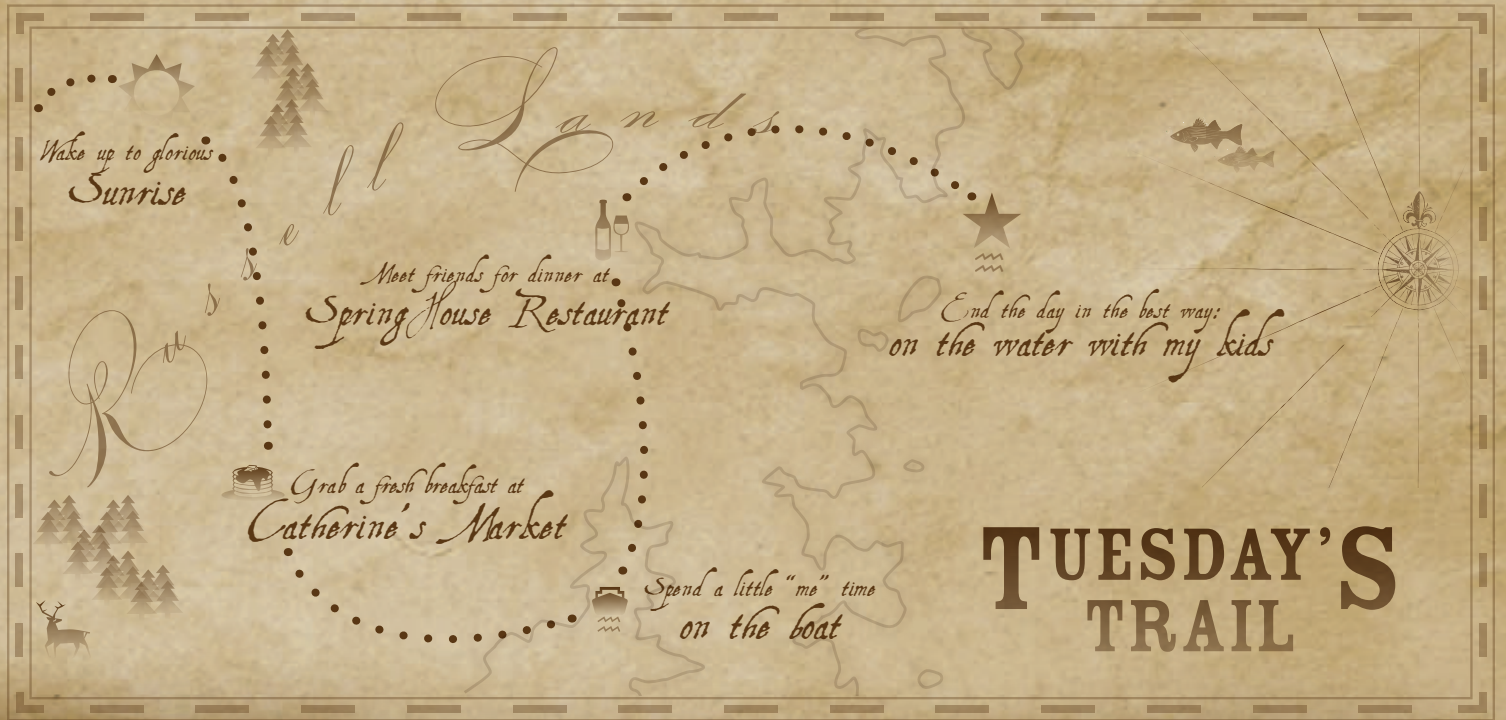 Russell Lands
Wake up to glorious
Sunrise
Meet friends for dinner at
Spring House Restaurant
End the day in the best way:
on the water with my kids
Grab a fresh breakfast at
Catherine's Market
Spend a little “me” time
on the boat
TUESDAY’S
TRAIL